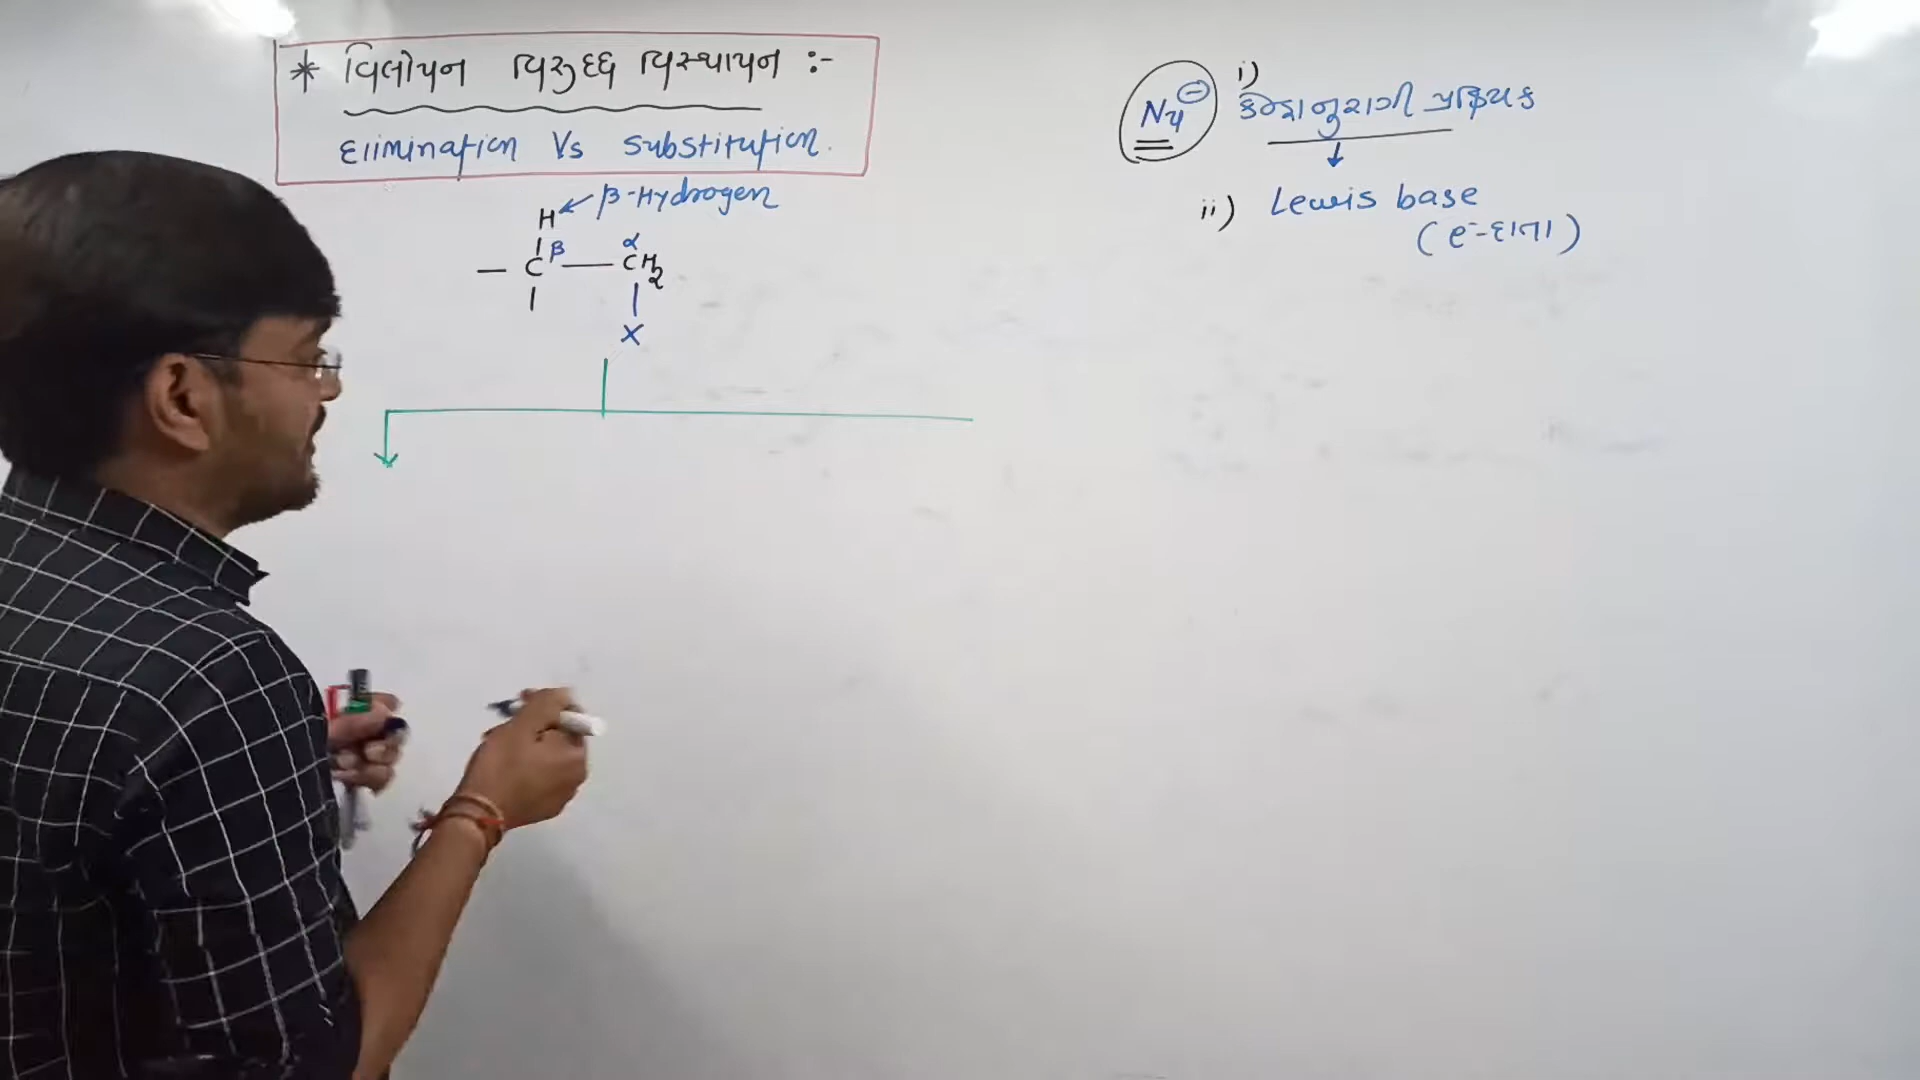 * વિલોપન વિરુદ્ધ વિસ્થાપન :-
Elimination Vs Substitution.
H ← β-Hydrogen
— C β — α CH2
X
Nu⊖
i) કેન્દ્રાનુરાગી પ્રક્રિયક
ii) Lewis base
(e⁻-દાતા)